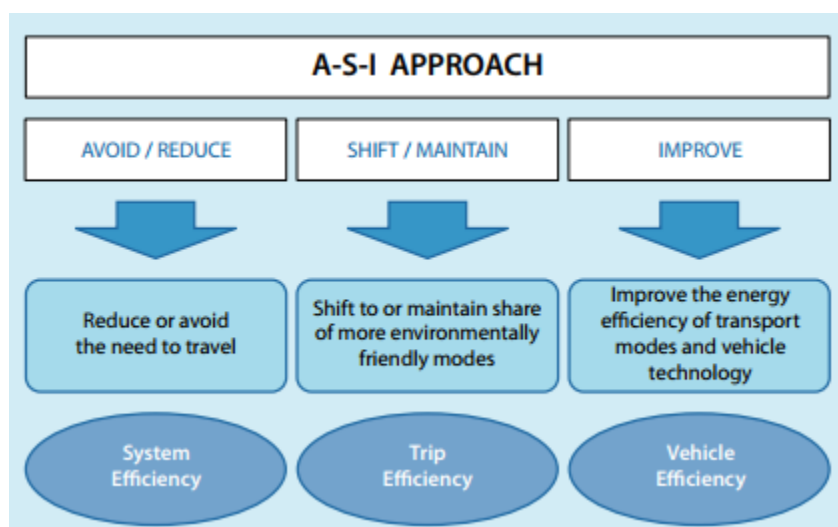 A-S-I APPROACH
AVOID / REDUCE
SHIFT / MAINTAIN
IMPROVE
Reduce or avoid
the need to travel
Shift to or maintain share
of more environmentally
friendly modes
Improve the energy
efficiency of transport
modes and vehicle
technology
System
Efficiency
Trip
Efficiency
Vehicle
Efficiency